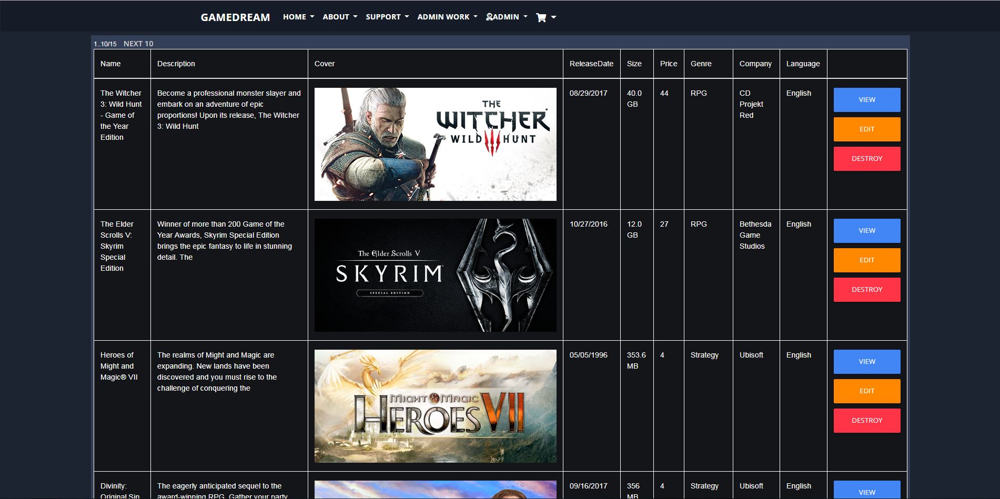 GAMEDREAM HOME ABOUT SUPPORT ADMIN WORK ADMIN
1..10/15 NEXT 10
Name Description Cover ReleaseDate Size Price Genre Company Language
The Witcher
3: Wild Hunt
- Game of
the Year
Edition
Become a professional monster slayer and
embark on an adventure of epic
proportions! Upon its release, The Witcher
3: Wild Hunt
THE
WITCHER
WILD HUNT
08/29/2017
40.0
GB
44
RPG
CD
Projekt
Red
English
VIEW
EDIT
DESTROY
The Elder
Scrolls V:
Skyrim
Special
Edition
Winner of more than 200 Game of the
Year Awards, Skyrim Special Edition
brings the epic fantasy to life in stunning
detail. The
The Elder Scrolls V
SKYRIM
SPECIAL EDITION
10/27/2016
12.0
GB
27
RPG
Bethesda
Game
Studios
English
VIEW
EDIT
DESTROY
Heroes of
Might and
Magic® VII
The realms of Might and Magic are
expanding. New lands have been
discovered and you must rise to the
challenge of conquering the
MIGHT & MAGIC
HEROES VII
05/05/1996
353.6
MB
4
Strategy
Ubisoft
English
VIEW
EDIT
DESTROY
Divinity:
Original Sin
The eagerly anticipated sequel to the
award-winning RPG. Gather your party
09/16/2017
356
MB
4
Strategy
Ubisoft
English
VIEW